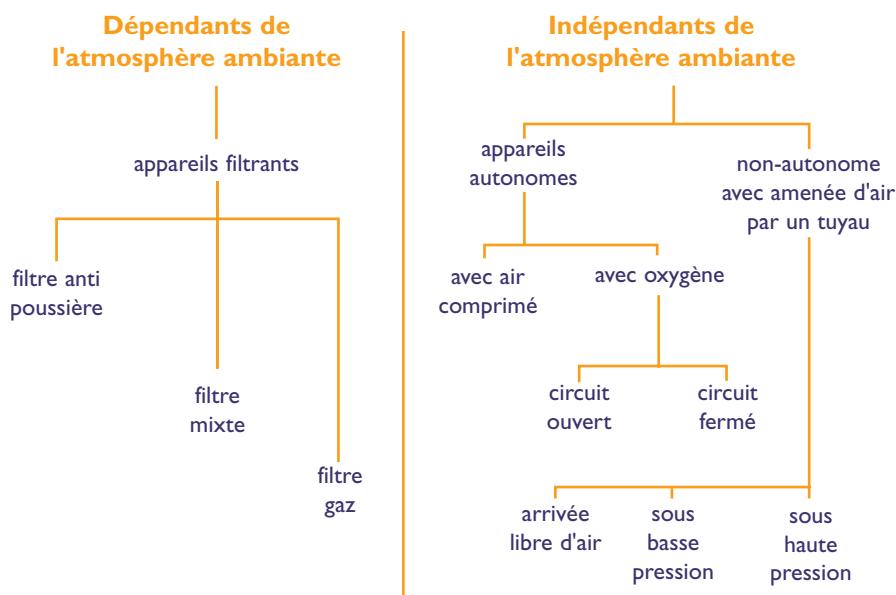 Dépendants de
l'atmosphère ambiante
appareils filtrants
filtre anti
poussière
filtre
mixte
filtre
gaz
Indépendants de
l'atmosphère ambiante
appareils
autonomes
non-autonome
avec amenée d'air
par un tuyau
avec air
comprimé
avec oxygène
circuit
ouvert
circuit
fermé
arrivée
libre d'air
sous
basse
pression
sous
haute
pression